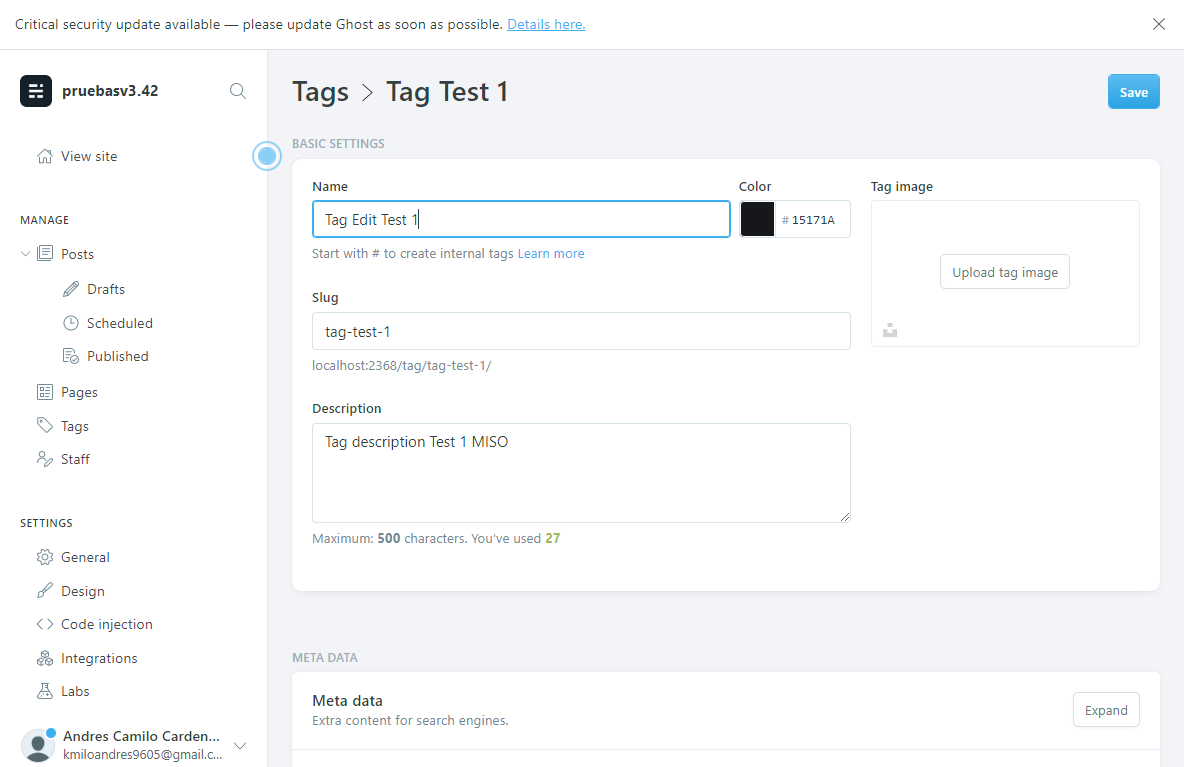 Critical security update available — please update Ghost as soon as possible. Details here.
pruebasv3.42
View site
MANAGE
Posts
Drafts
Scheduled
Published
Pages
Tags
Staff
SETTINGS
General
Design
Code injection
Integrations
Labs
Andres Camilo Carden...
kmiloandres9605@gmail.c...
Tags > Tag Test 1
Save
BASIC SETTINGS
Name
Tag Edit Test 1
Start with # to create internal tags Learn more
Color
# 15171A
Slug
tag-test-1
localhost:2368/tag/tag-test-1/
Description
Tag description Test 1 MISO
Maximum: 500 characters. You've used 27
Tag image
Upload tag image
META DATA
Meta data
Extra content for search engines.
Expand